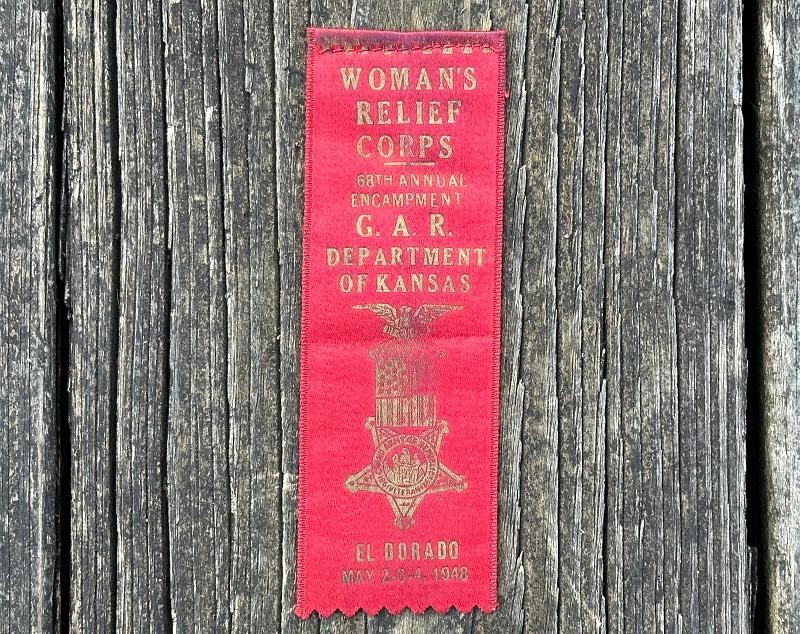 WOMAN'S
RELIEF
CORPS
68TH ANNUAL
ENCAMPMENT
G. A. R.
DEPARTMENT
OF KANSAS
EL DORADO
MAY 2-3-4, 1948